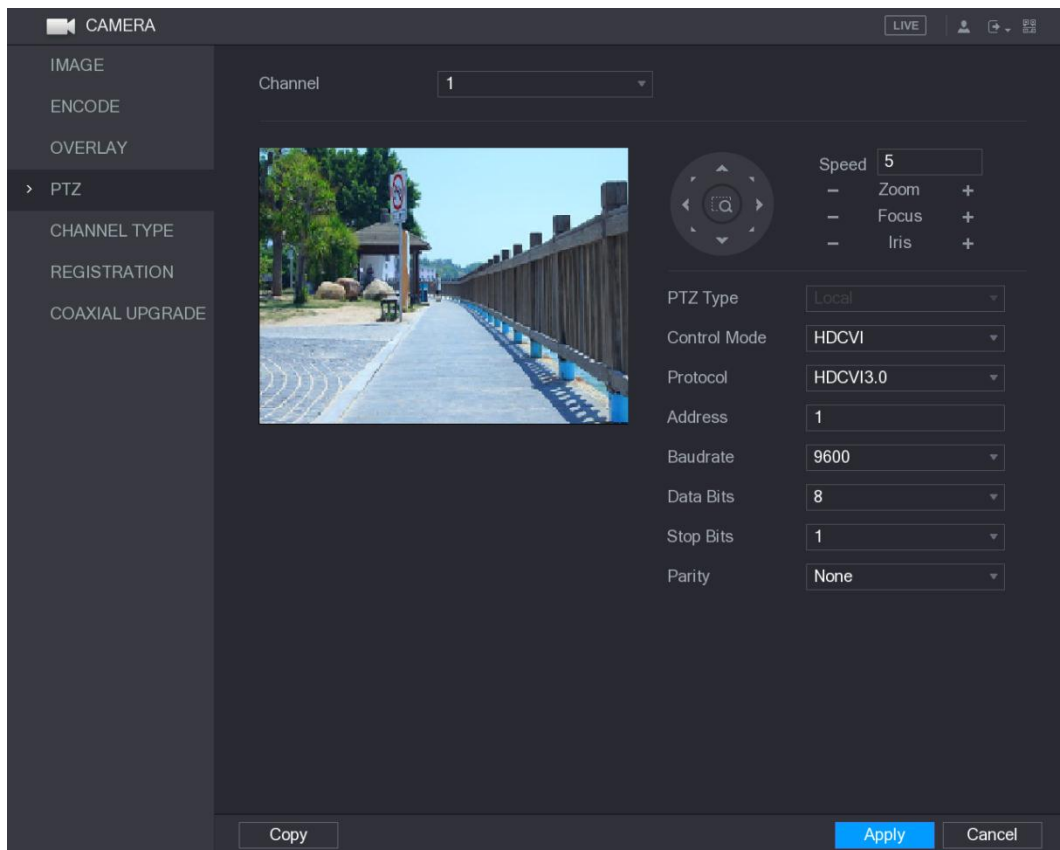 CAMERA
LIVE
IMAGE
ENCODE
OVERLAY
> PTZ
CHANNEL TYPE
REGISTRATION
COAXIAL UPGRADE
Channel 1
Speed 5
− Zoom +
− Focus +
− Iris +
PTZ Type Local
Control Mode HDCVI
Protocol HDCVI3.0
Address 1
Baudrate 9600
Data Bits 8
Stop Bits 1
Parity None
Copy Apply Cancel